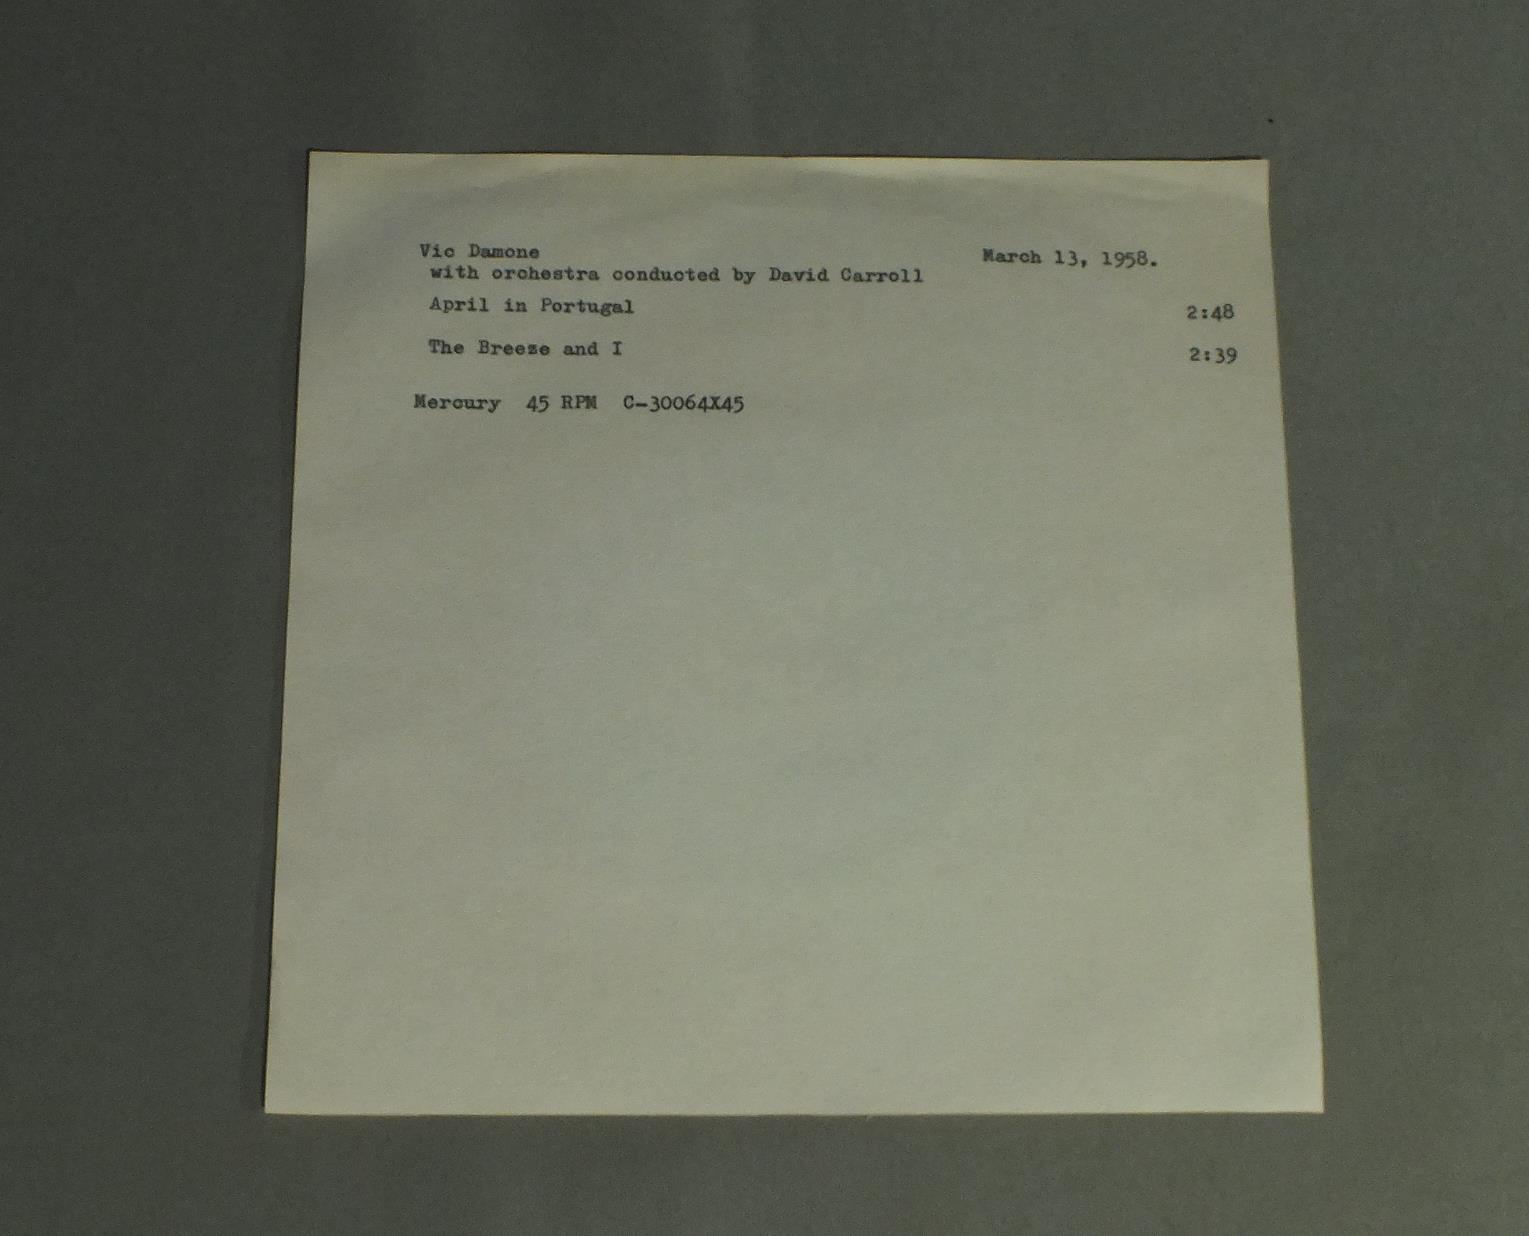 Vic Damone March 13, 1958.
with orchestra conducted by David Carroll
April in Portugal 2:48
The Breeze and I 2:39
Mercury 45 RPM C-30064X45